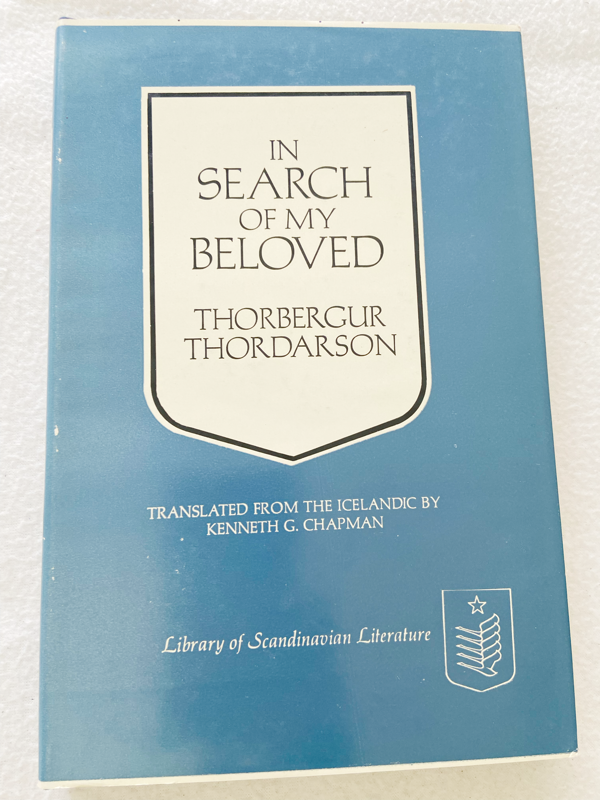 IN
SEARCH
OF MY
BELOVED
THORBERGUR
THORDARSON
TRANSLATED FROM THE ICELANDIC BY
KENNETH G. CHAPMAN
Library of Scandinavian Literature